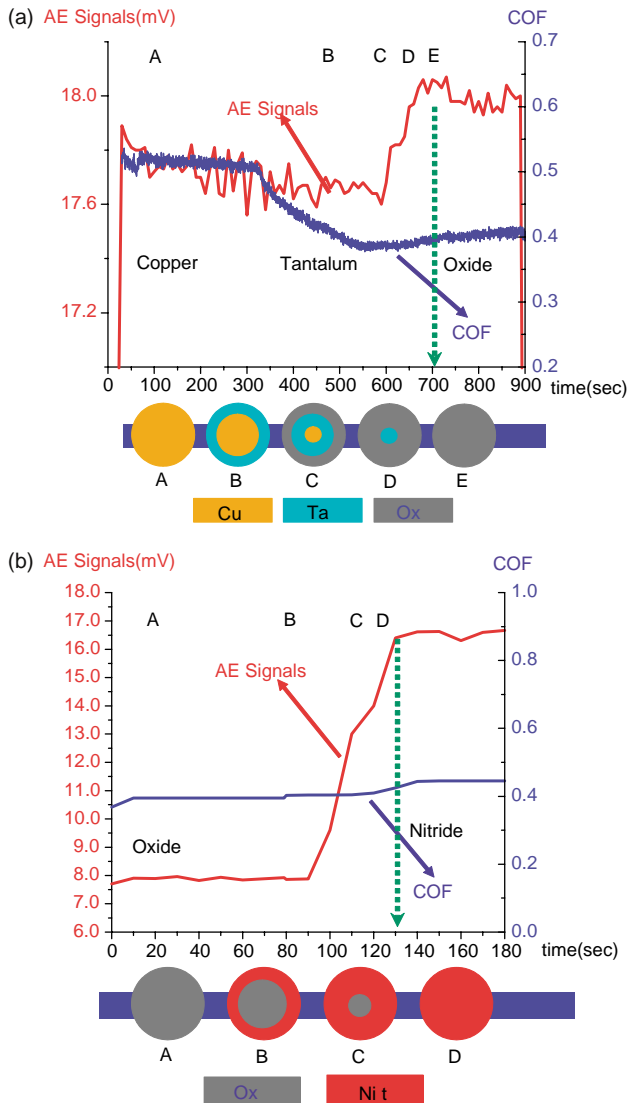 (a)
AE Signals(mV)
COF
0.7
A B C D E
18.0
0.6
AE Signals
0.5
17.6
0.4
Copper Tantalum Oxide
17.2
0.3
COF
0.2
0 100 200 300 400 500 600 700 800 900
time(sec)
A B C D E
Cu Ta Ox
(b)
AE Signals(mV)
COF
18.0
1.0
17.0
A B C D
16.0
0.8
15.0
AE Signals
14.0
13.0
0.6
12.0
11.0
0.4
10.0
Oxide Nitride
9.0
0.2
COF
8.0
7.0
6.0
0.0
0 20 40 60 80 100 120 140 160 180
time(sec)
A B C D
Ox Ni t